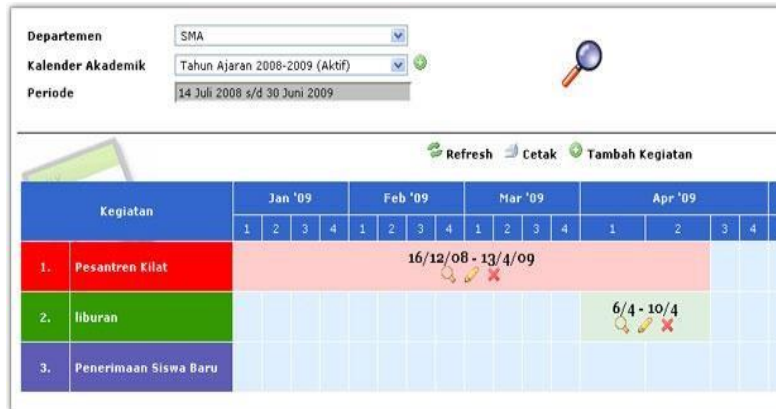 Departemen SMA
Kalender Akademik Tahun Ajaran 2008-2009 (Aktif)
Periode 14 Juli 2008 s/d 30 Juni 2009
Refresh Cetak Tambah Kegiatan
Kegiatan Jan '09 Feb '09 Mar '09 Apr '09
1 2 3 4 1 2 3 4 1 2 3 4 1 2 3 4
1. Pesantren Kilat 16/12/08 - 13/4/09
2. liburan 6/4 - 10/4
3. Penerimaan Siswa Baru